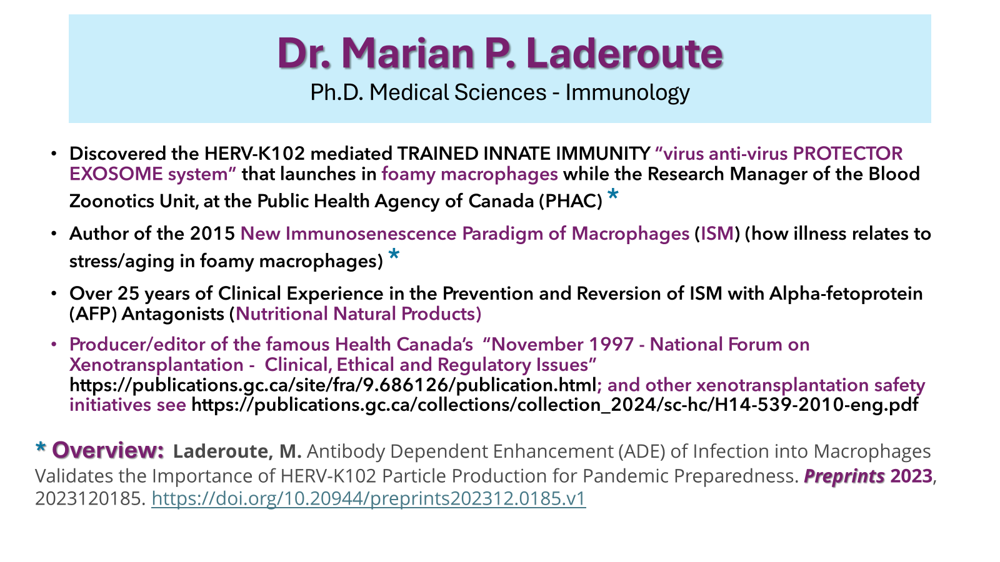 Dr. Marian P. Laderoute
Ph.D. Medical Sciences - Immunology
• Discovered the HERV-K102 mediated TRAINED INNATE IMMUNITY “virus anti-virus PROTECTOR
EXOSOME system” that launches in foamy macrophages while the Research Manager of the Blood
Zoonotics Unit, at the Public Health Agency of Canada (PHAC) *
• Author of the 2015 New Immunosenescence Paradigm of Macrophages (ISM) (how illness relates to
stress/aging in foamy macrophages) *
• Over 25 years of Clinical Experience in the Prevention and Reversion of ISM with Alpha-fetoprotein
(AFP) Antagonists (Nutritional Natural Products)
• Producer/editor of the famous Health Canada’s “November 1997 - National Forum on
Xenotransplantation - Clinical, Ethical and Regulatory Issues”
https://publications.gc.ca/site/fra/9.686126/publication.html; and other xenotransplantation safety
initiatives see https://publications.gc.ca/collections/collection_2024/sc-hc/H14-539-2010-eng.pdf
* Overview: Laderoute, M. Antibody Dependent Enhancement (ADE) of Infection into Macrophages
Validates the Importance of HERV-K102 Particle Production for Pandemic Preparedness. Preprints 2023,
2023120185. https://doi.org/10.20944/preprints202312.0185.v1